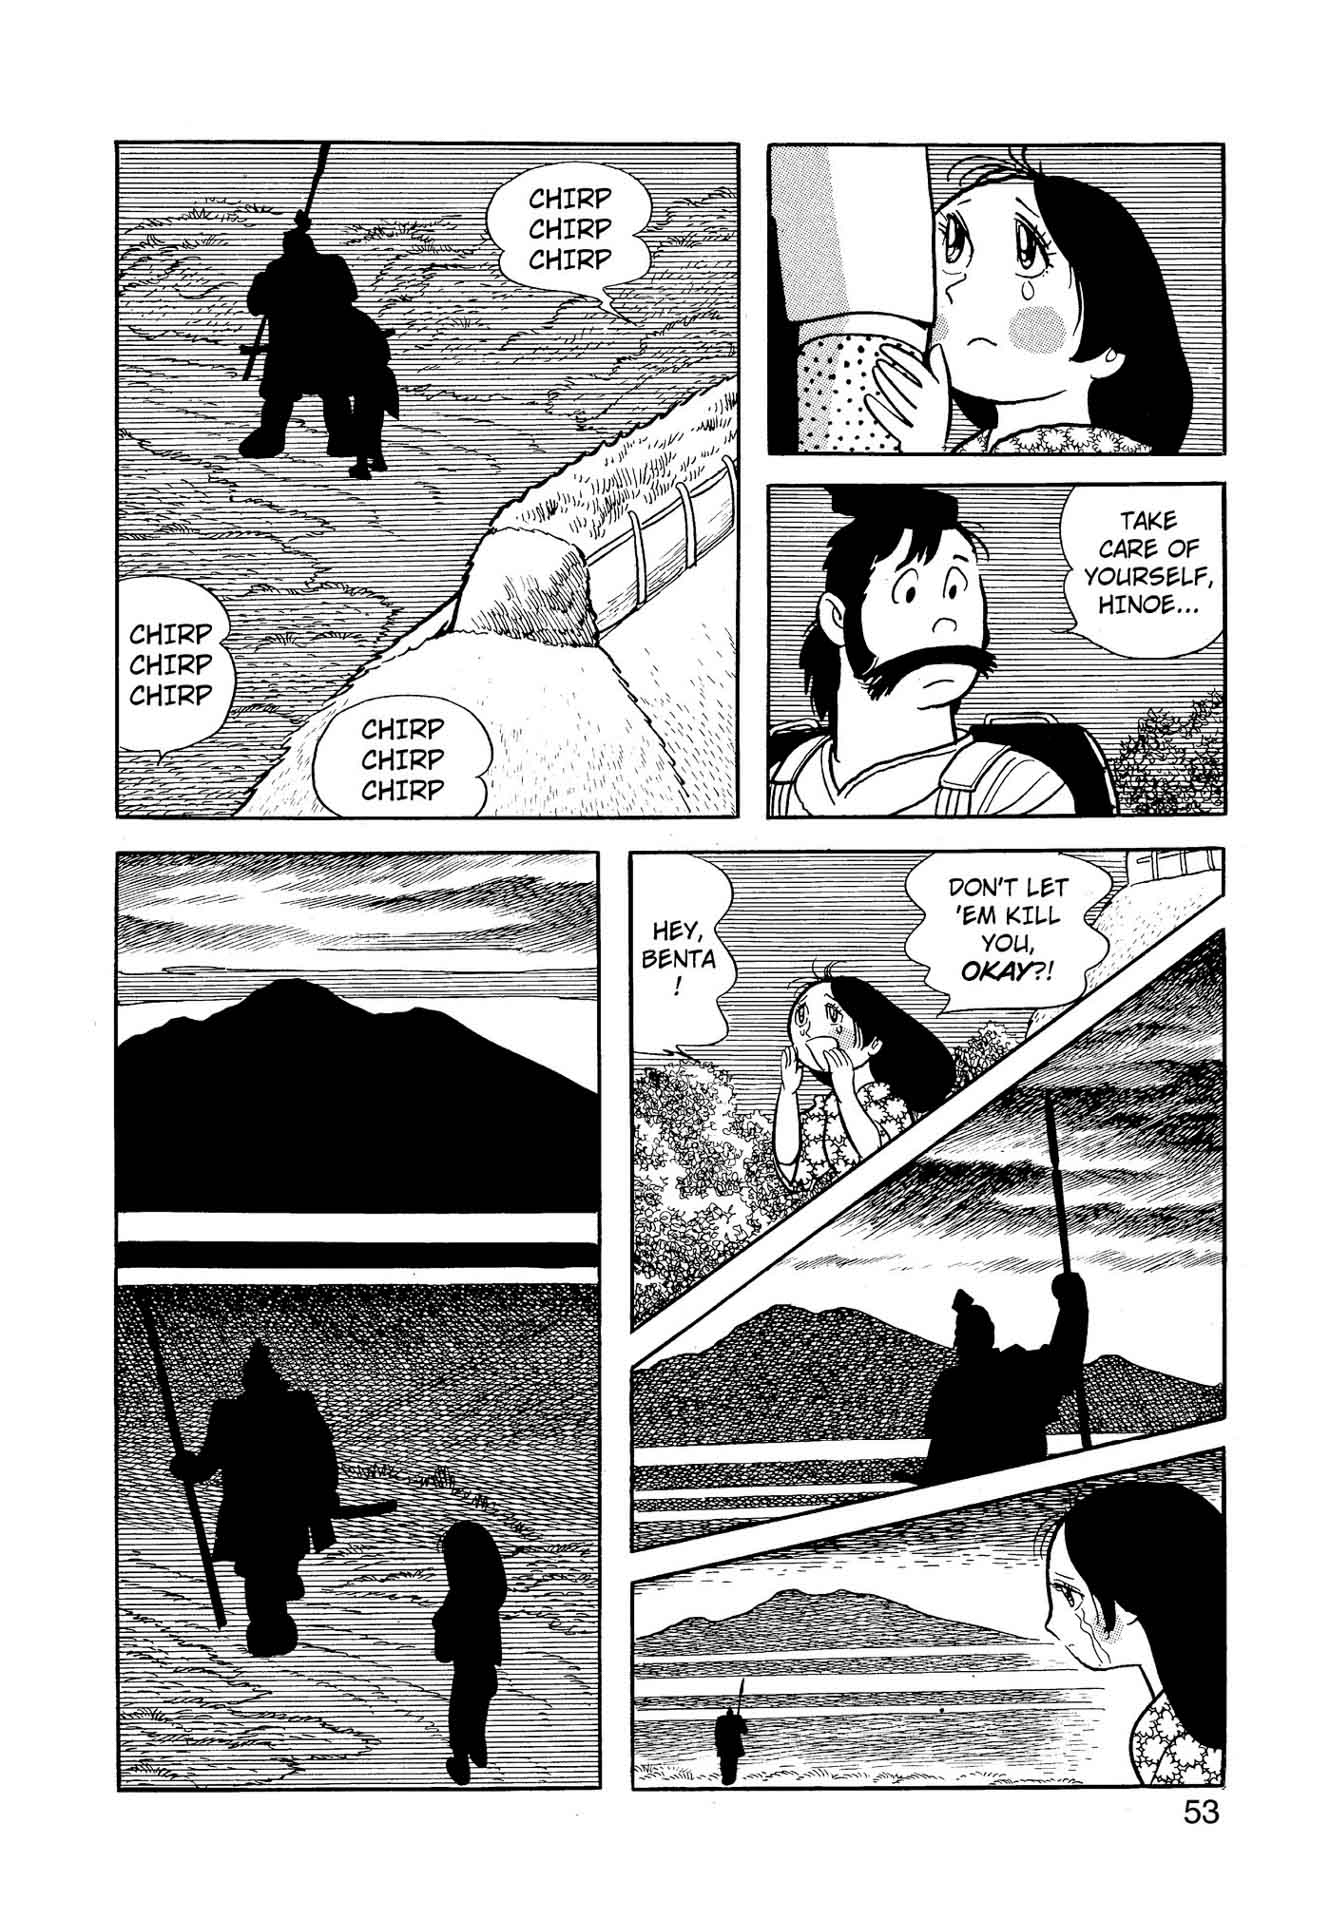 CHIRP
CHIRP
CHIRP
CHIRP
CHIRP
CHIRP
CHIRP
CHIRP
CHIRP
TAKE
CARE OF
YOURSELF,
HINOE...
HEY,
BENTA
!
DON'T LET
'EM KILL
YOU,
OKAY?!
53